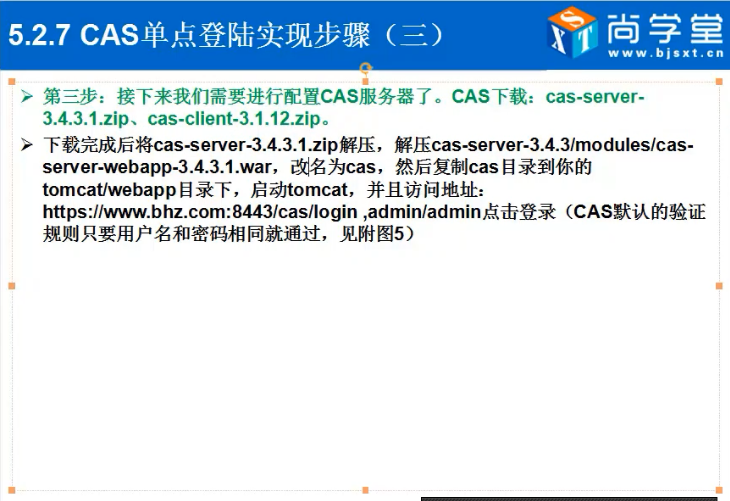 5.2.7 CAS单点登陆实现步骤（三）
尚学堂
SXT
www.bjsxt.cn
第三步：接下来我们需要进行配置CAS服务器了。CAS下载：cas-server-
3.4.3.1.zip、cas-client-3.1.12.zip。
下载完成后将cas-server-3.4.3.1.zip解压，解压cas-server-3.4.3/modules/cas-
server-webapp-3.4.3.1.war，改名为cas，然后复制cas目录到你的
tomcat/webapp目录下，启动tomcat，并且访问地址：
https://www.bhz.com:8443/cas/login ,admin/admin点击登录（CAS默认的验证
规则只要用户名和密码相同就通过，见附图5）